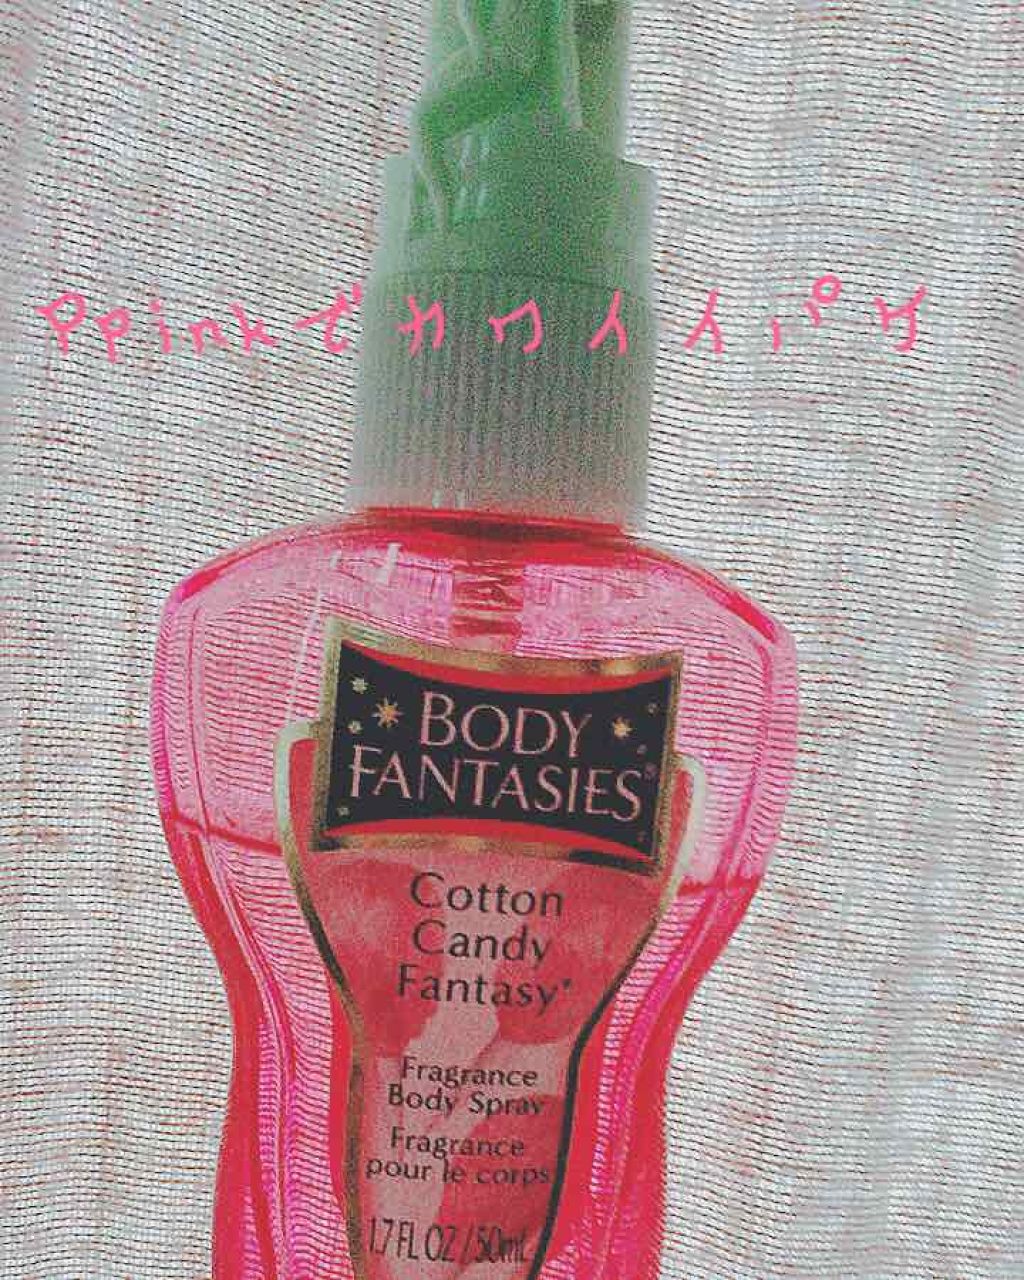 PPinkでカワイイパケ
BODY
FANTASIES®
Cotton
Candy
Fantasy*
Fragrance
Body Spray
Fragrance
pour le corps
1.7 FL OZ / 50mL